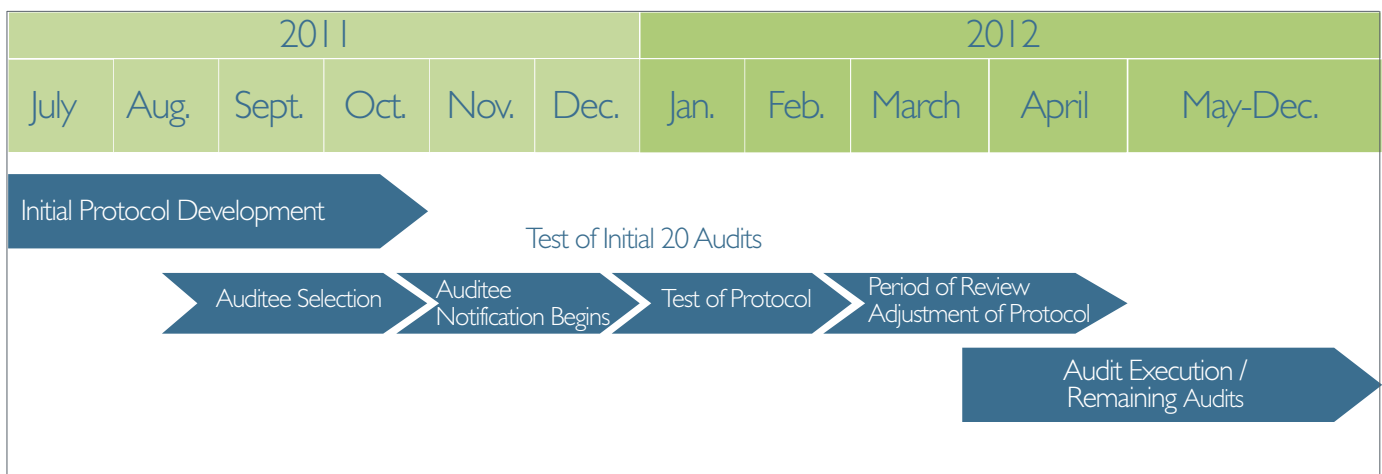 2011 2012
July Aug. Sept. Oct. Nov. Dec. Jan. Feb. March April May-Dec.
Initial Protocol Development
Test of Initial 20 Audits
Auditee Selection
Auditee
Notification Begins
Test of Protocol
Period of Review
Adjustment of Protocol
Audit Execution /
Remaining Audits